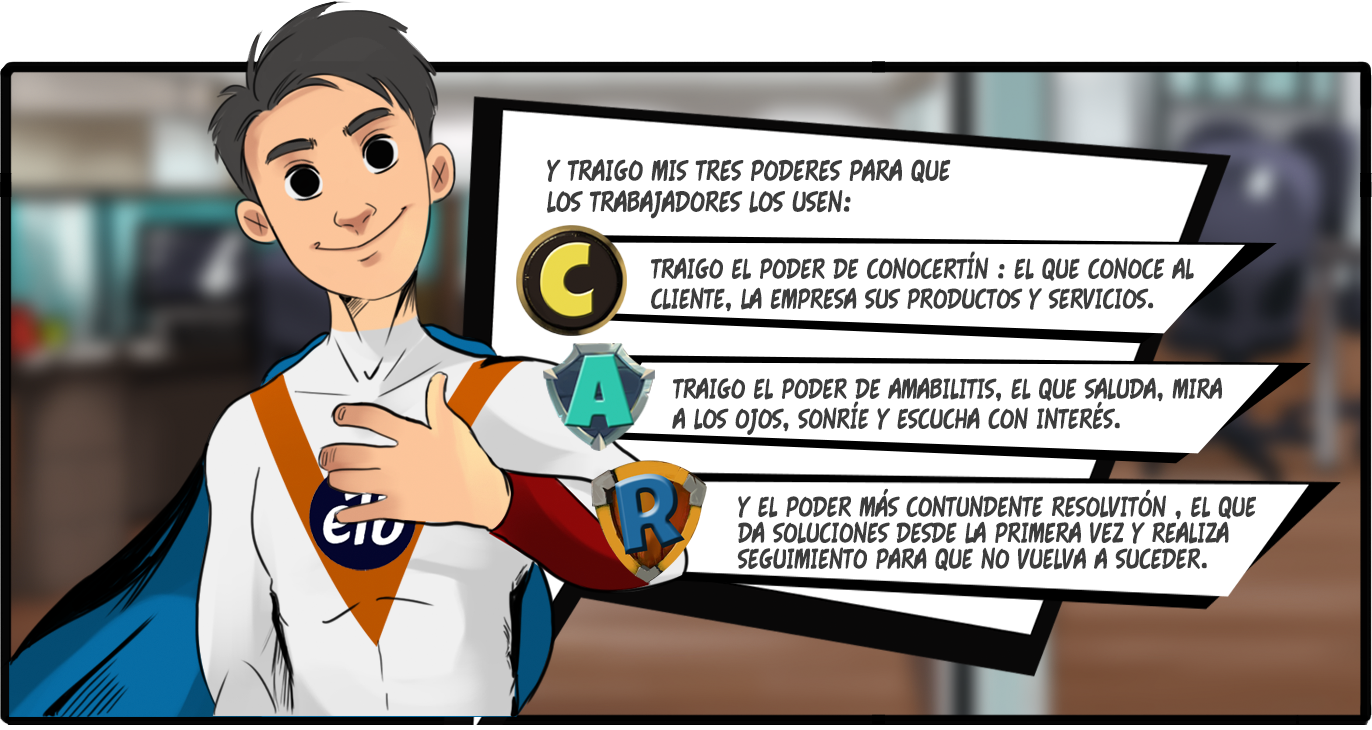 Y TRAIGO MIS TRES PODERES PARA QUE
LOS TRABAJADORES LOS USEN:
C
TRAIGO EL PODER DE CONOCERTÍN : EL QUE CONOCE AL
CLIENTE, LA EMPRESA SUS PRODUCTOS Y SERVICIOS.
A
TRAIGO EL PODER DE AMABILITIS, EL QUE SALUDA, MIRA
A LOS OJOS, SONRÍE Y ESCUCHA CON INTERÉS.
R
Y EL PODER MÁS CONTUNDENTE RESOLVITÓN , EL QUE
DA SOLUCIONES DESDE LA PRIMERA VEZ Y REALIZA
SEGUIMIENTO PARA QUE NO VUELVA A SUCEDER.